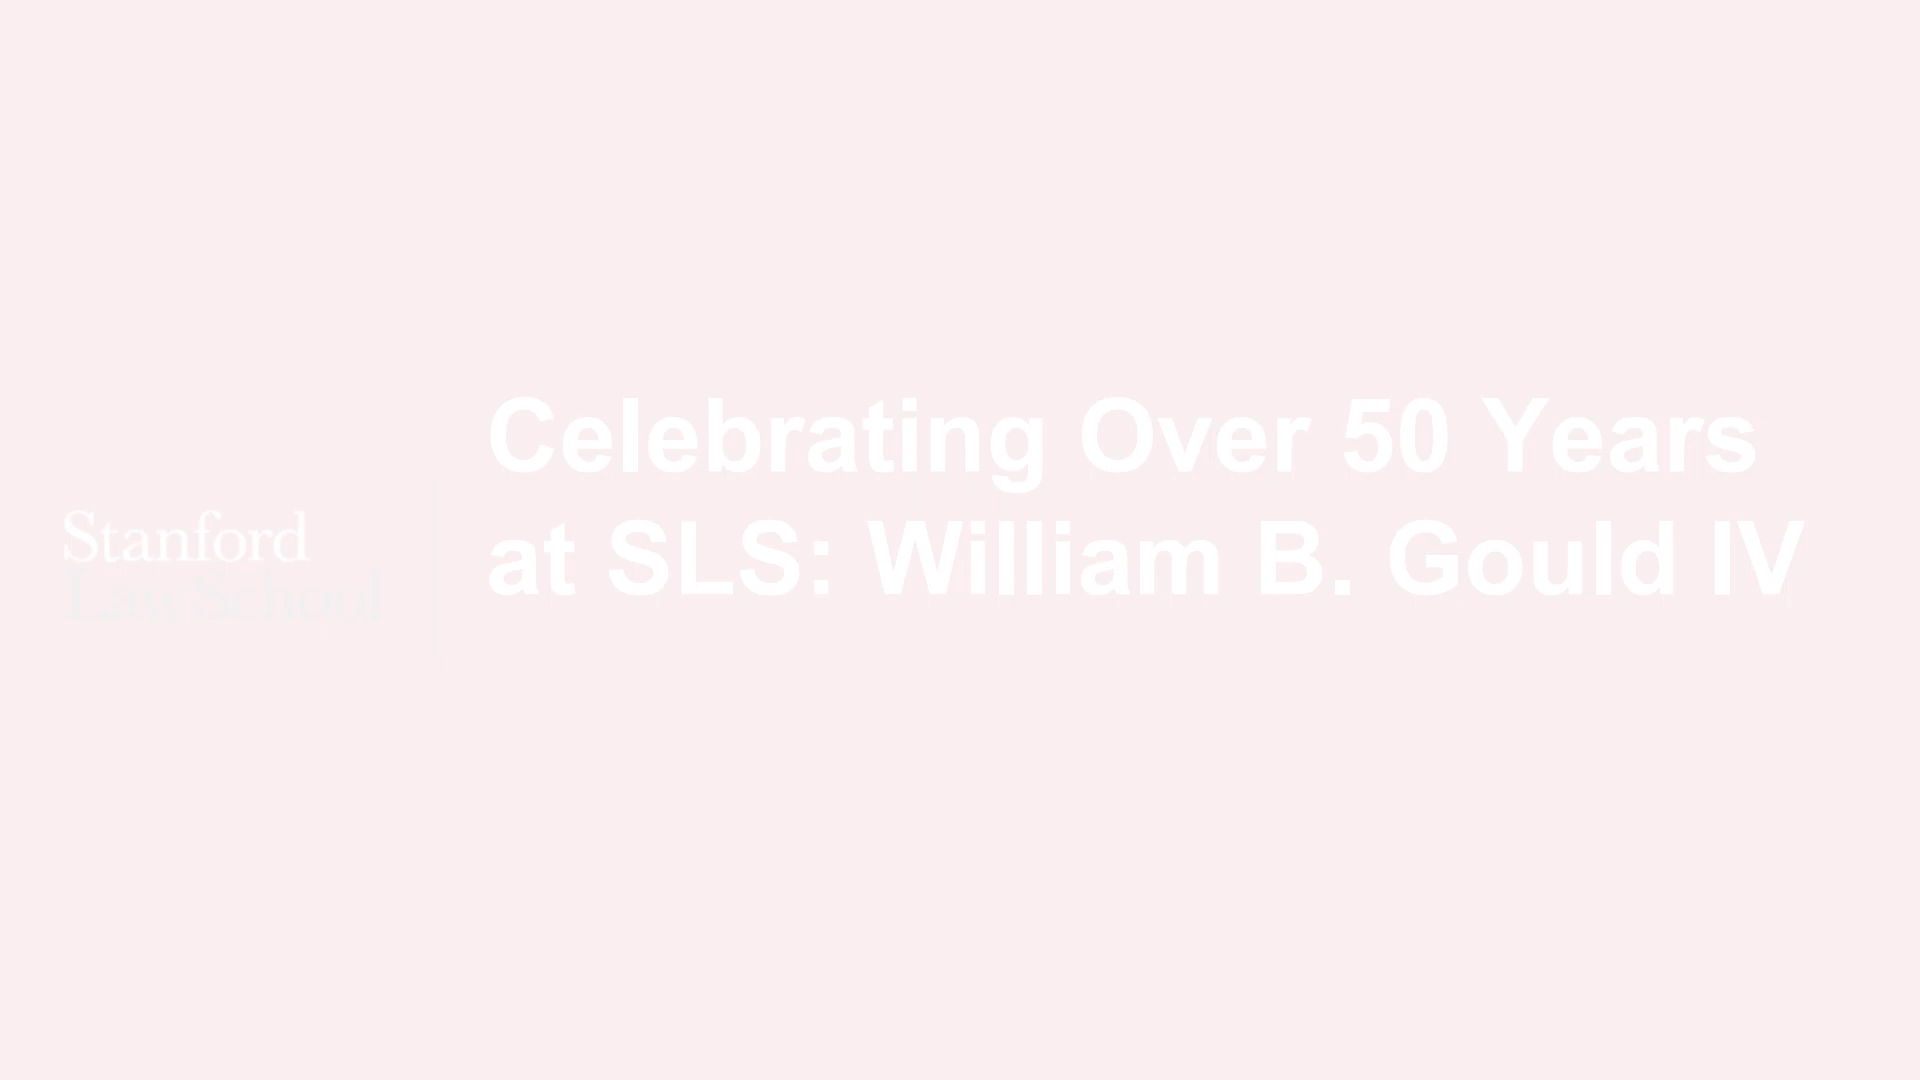 Stanford
Law School
Celebrating Over 50 Years
at SLS: William B. Gould IV